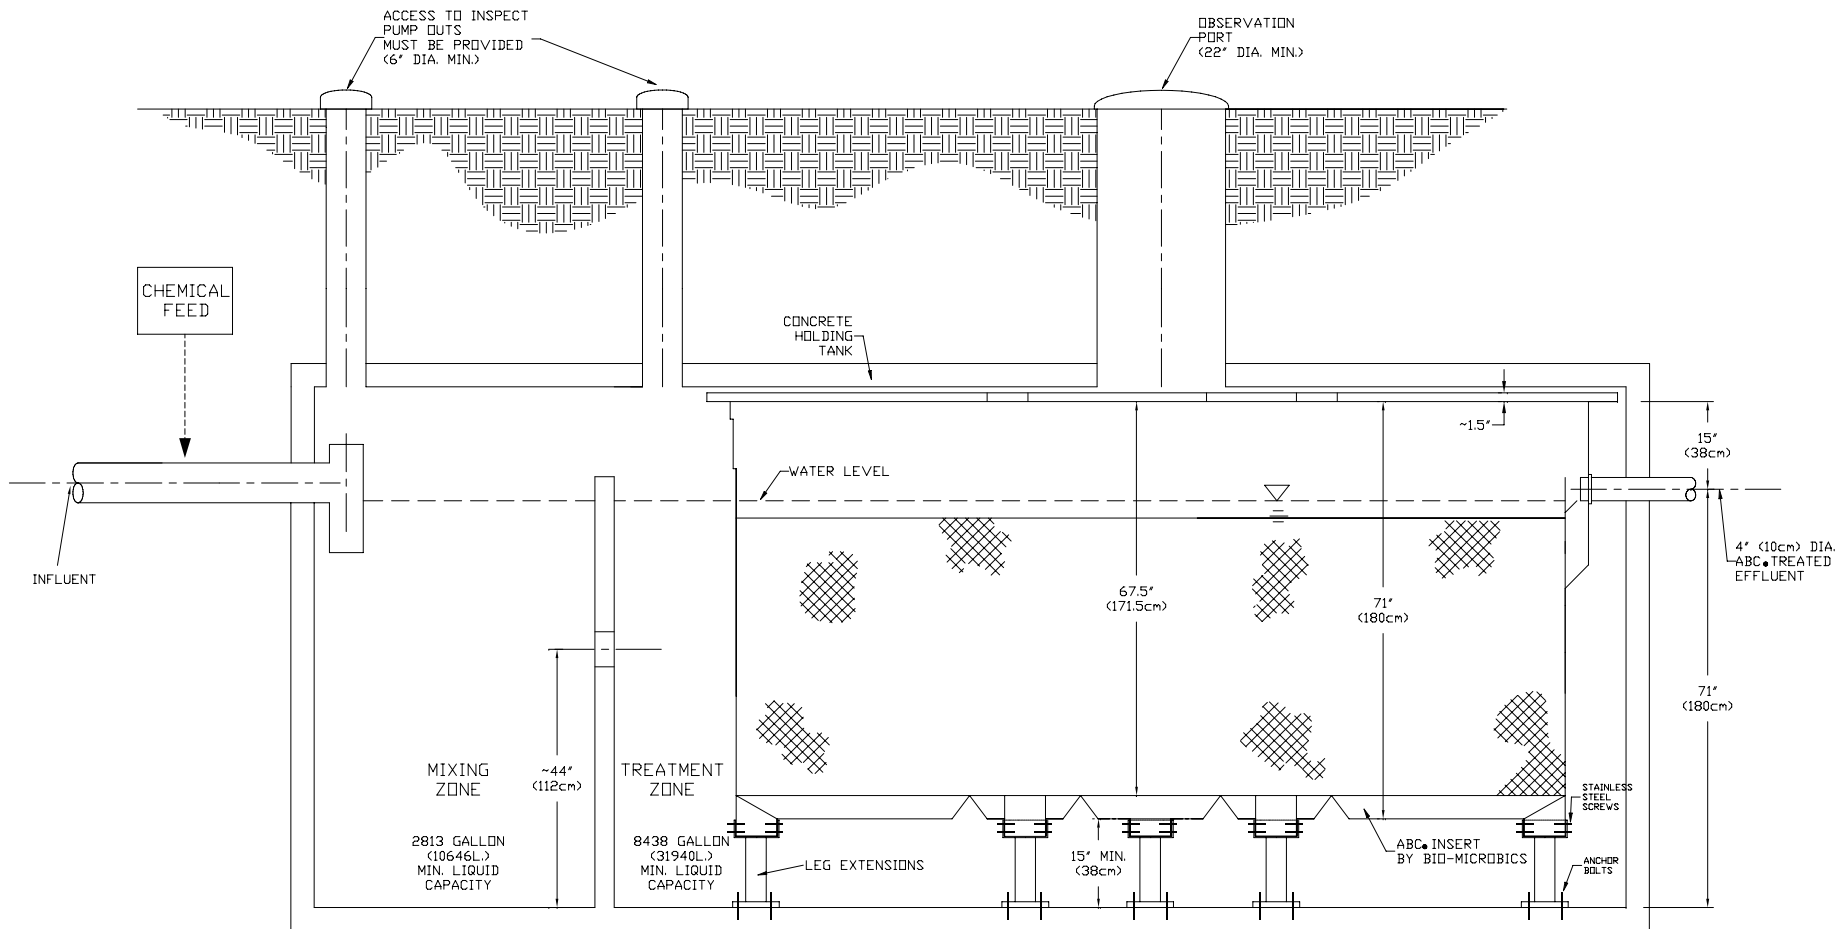 ACCESS TO INSPECT
PUMP OUTS
MUST BE PROVIDED
(6" DIA. MIN.)
OBSERVATION
PORT
(22" DIA. MIN.)
CHEMICAL
FEED
CONCRETE
HOLDING
TANK
~1.5"
15"
(38cm)
WATER LEVEL
INFLUENT
4" (10cm) DIA.
ABC. TREATED
EFFLUENT
67.5"
(171.5cm)
71"
(180cm)
71"
(180cm)
MIXING
ZONE
~44"
(112cm)
TREATMENT
ZONE
STAINLESS
STEEL
SCREWS
2813 GALLON
(10646L.)
MIN. LIQUID
CAPACITY
8438 GALLON
(31940L.)
MIN. LIQUID
CAPACITY
LEG EXTENSIONS
15" MIN.
(38cm)
ABC. INSERT
BY BIO-MICROBICS
ANCHOR
BOLTS